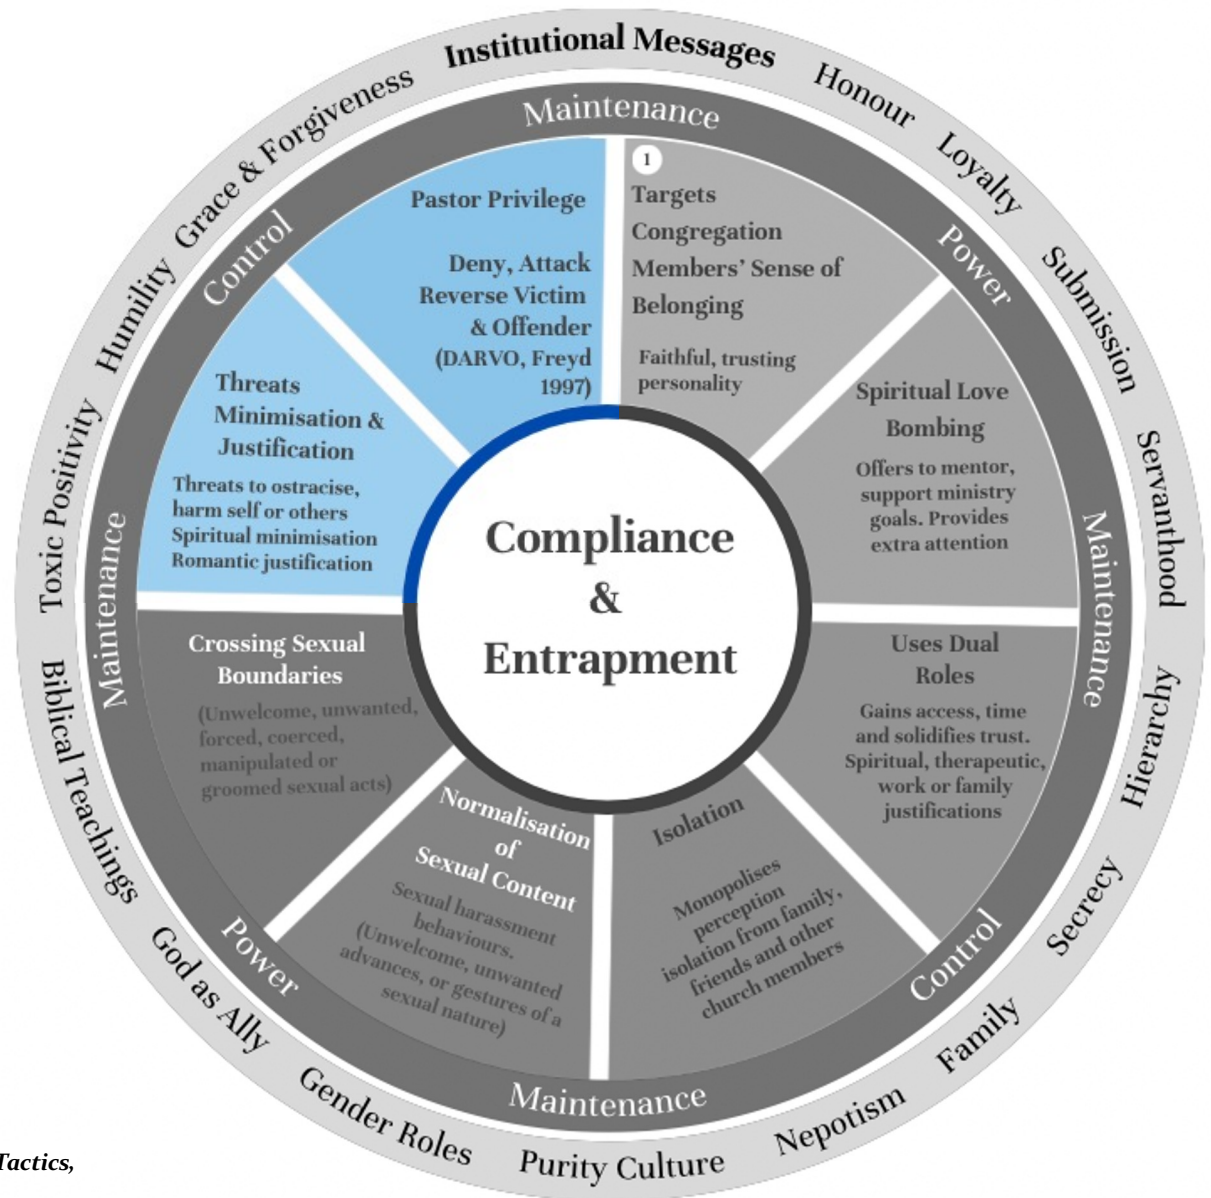 Institutional Messages
Honour
Loyalty
Submission
Servanthood
Hierarchy
Secrecy
Family
Nepotism
Purity Culture
Gender Roles
God as Ally
Biblical Teachings
Toxic Positivity
Humility
Grace & Forgiveness
Maintenance
Power
Maintenance
Control
Maintenance
Power
Maintenance
Control
1
Targets
Congregation
Members’ Sense of
Belonging
Faithful, trusting
personality
Spiritual Love
Bombing
Offers to mentor,
support ministry
goals. Provides
extra attention
Uses Dual
Roles
Gains access, time
and solidifies trust.
Spiritual, therapeutic,
work or family
justifications
Isolation
Monopolises
perception
isolation from family,
friends and other
church members
Normalisation
of
Sexual Content
Sexual harassment
behaviours.
(Unwelcome, unwanted
advances, or gestures of a
sexual nature)
Crossing Sexual
Boundaries
(Unwelcome, unwanted,
forced, coerced,
manipulated or
groomed sexual acts)
Threats
Minimisation &
Justification
Threats to ostracise,
harm self or others
Spiritual minimisation
Romantic justification
Pastor Privilege
Deny, Attack
Reverse Victim
& Offender
(DARVO, Freyd
1997)
Compliance
&
Entrapment
Tactics,